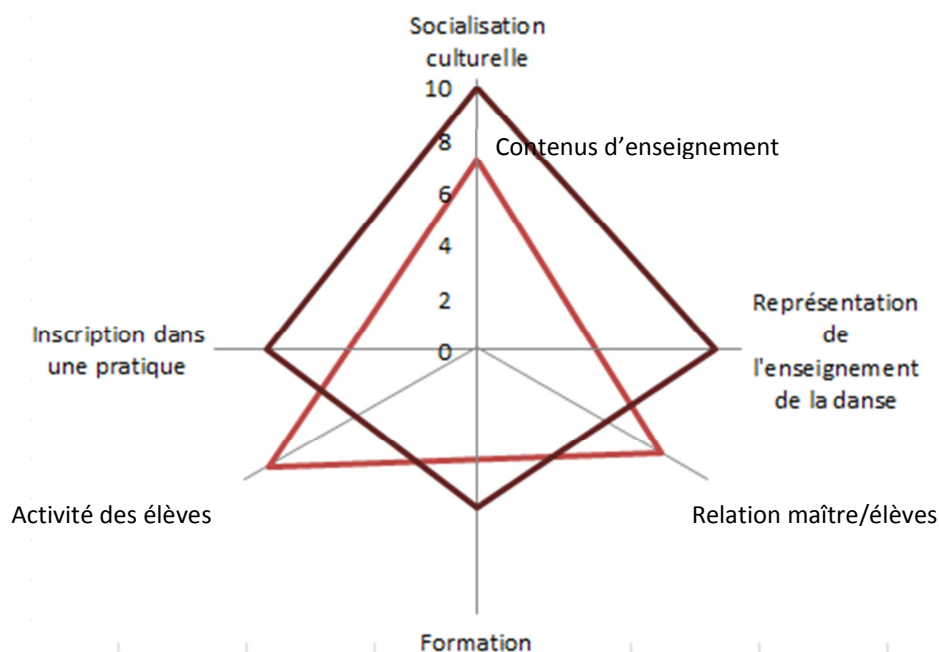 Socialisation
culturelle
10
8
Contenus d'enseignement
6
4
2
0
Inscription dans
une pratique
Représentation
de
l'enseignement
de la danse
Activité des élèves
Relation maître/élèves
Formation